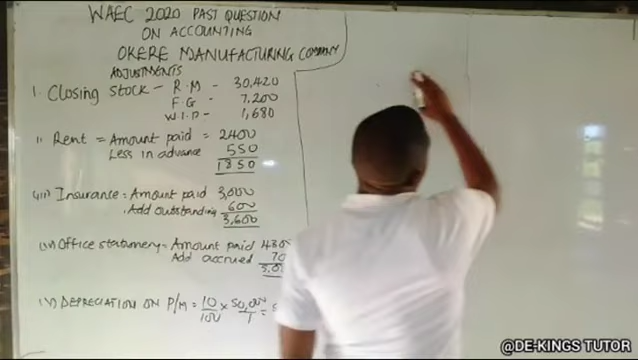 WAEC 2020 PAST QUESTION
ON ACCOUNTING
OKERE MANUFACTURING COMPANY
ADJUSTMENTS
I. Closing stock - R.M - 30,420
F.G - 7,200
W.I.P - 1,680
II. Rent = Amount paid = 2400
Less in advance 550
1850
(III) Insurance = Amount paid 3,000
Add outstanding 600
3,600
(IV) Office stationery = Amount paid
Add accrued
(V) DEPRECIATION ON P/M = 10/100 × 50,000/1 =
@DE-KINGS TUTOR